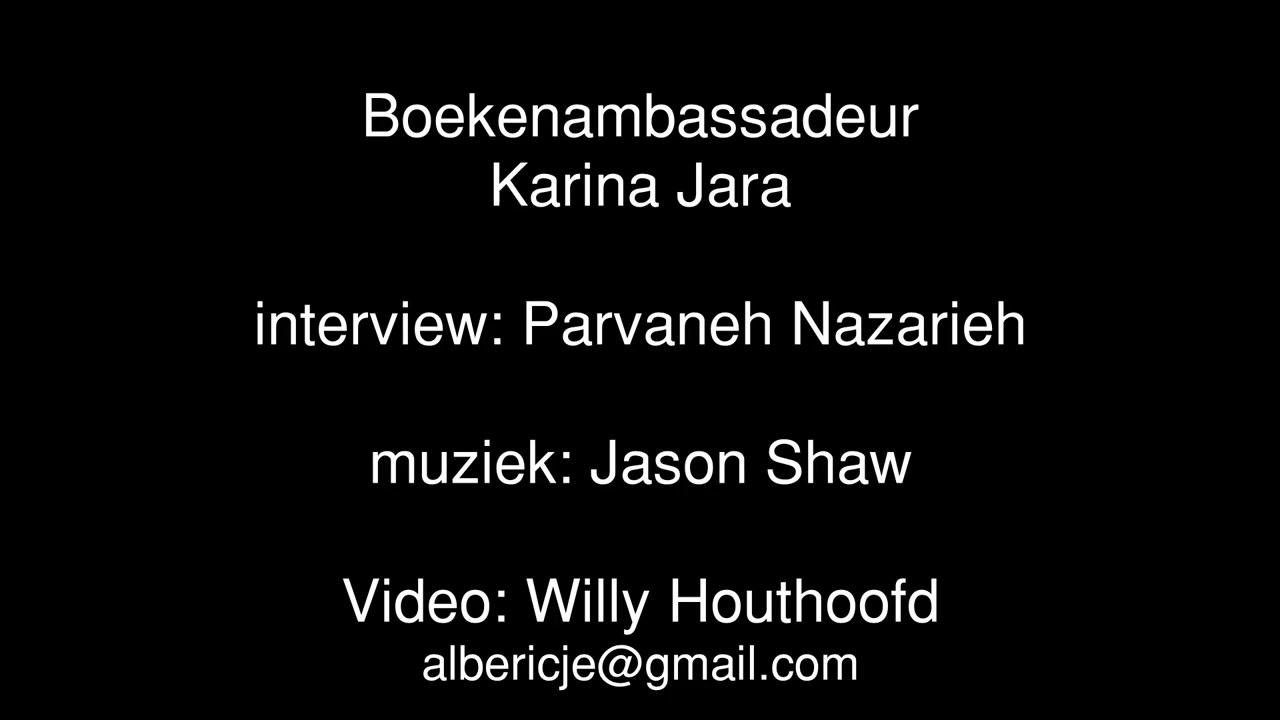 Boekenambassadeur
Karina Jara
interview: Parvaneh Nazarieh
muziek: Jason Shaw
Video: Willy Houthoofd
albericje@gmail.com